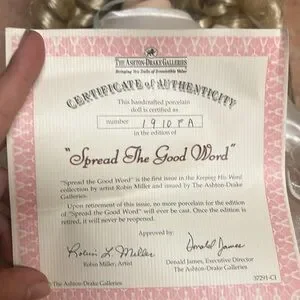 THE ASHTON-DRAKE GALLERIES
Bringing You Dolls of Irresistible Value
CERTIFICATE of AUTHENTICITY
This handcrafted porcelain
doll is certified as
number 1910PA
in the edition of
"Spread The Good Word"
"Spread the Good Word" is the first issue in the Keeping His Word
collection by artist Robin Miller and issued by The Ashton-Drake
Galleries.
Upon retirement of this issue, no more porcelain for the edition
of "Spread the Good Word" will ever be cast. Once the edition is
retired, it will never be reopened.
Approved by:
Robin L. Miller
Donald James
Robin Miller, Artist
Donald James, Executive Director
The Ashton-Drake Galleries
Ashton-Drake Galleries
37291-C1